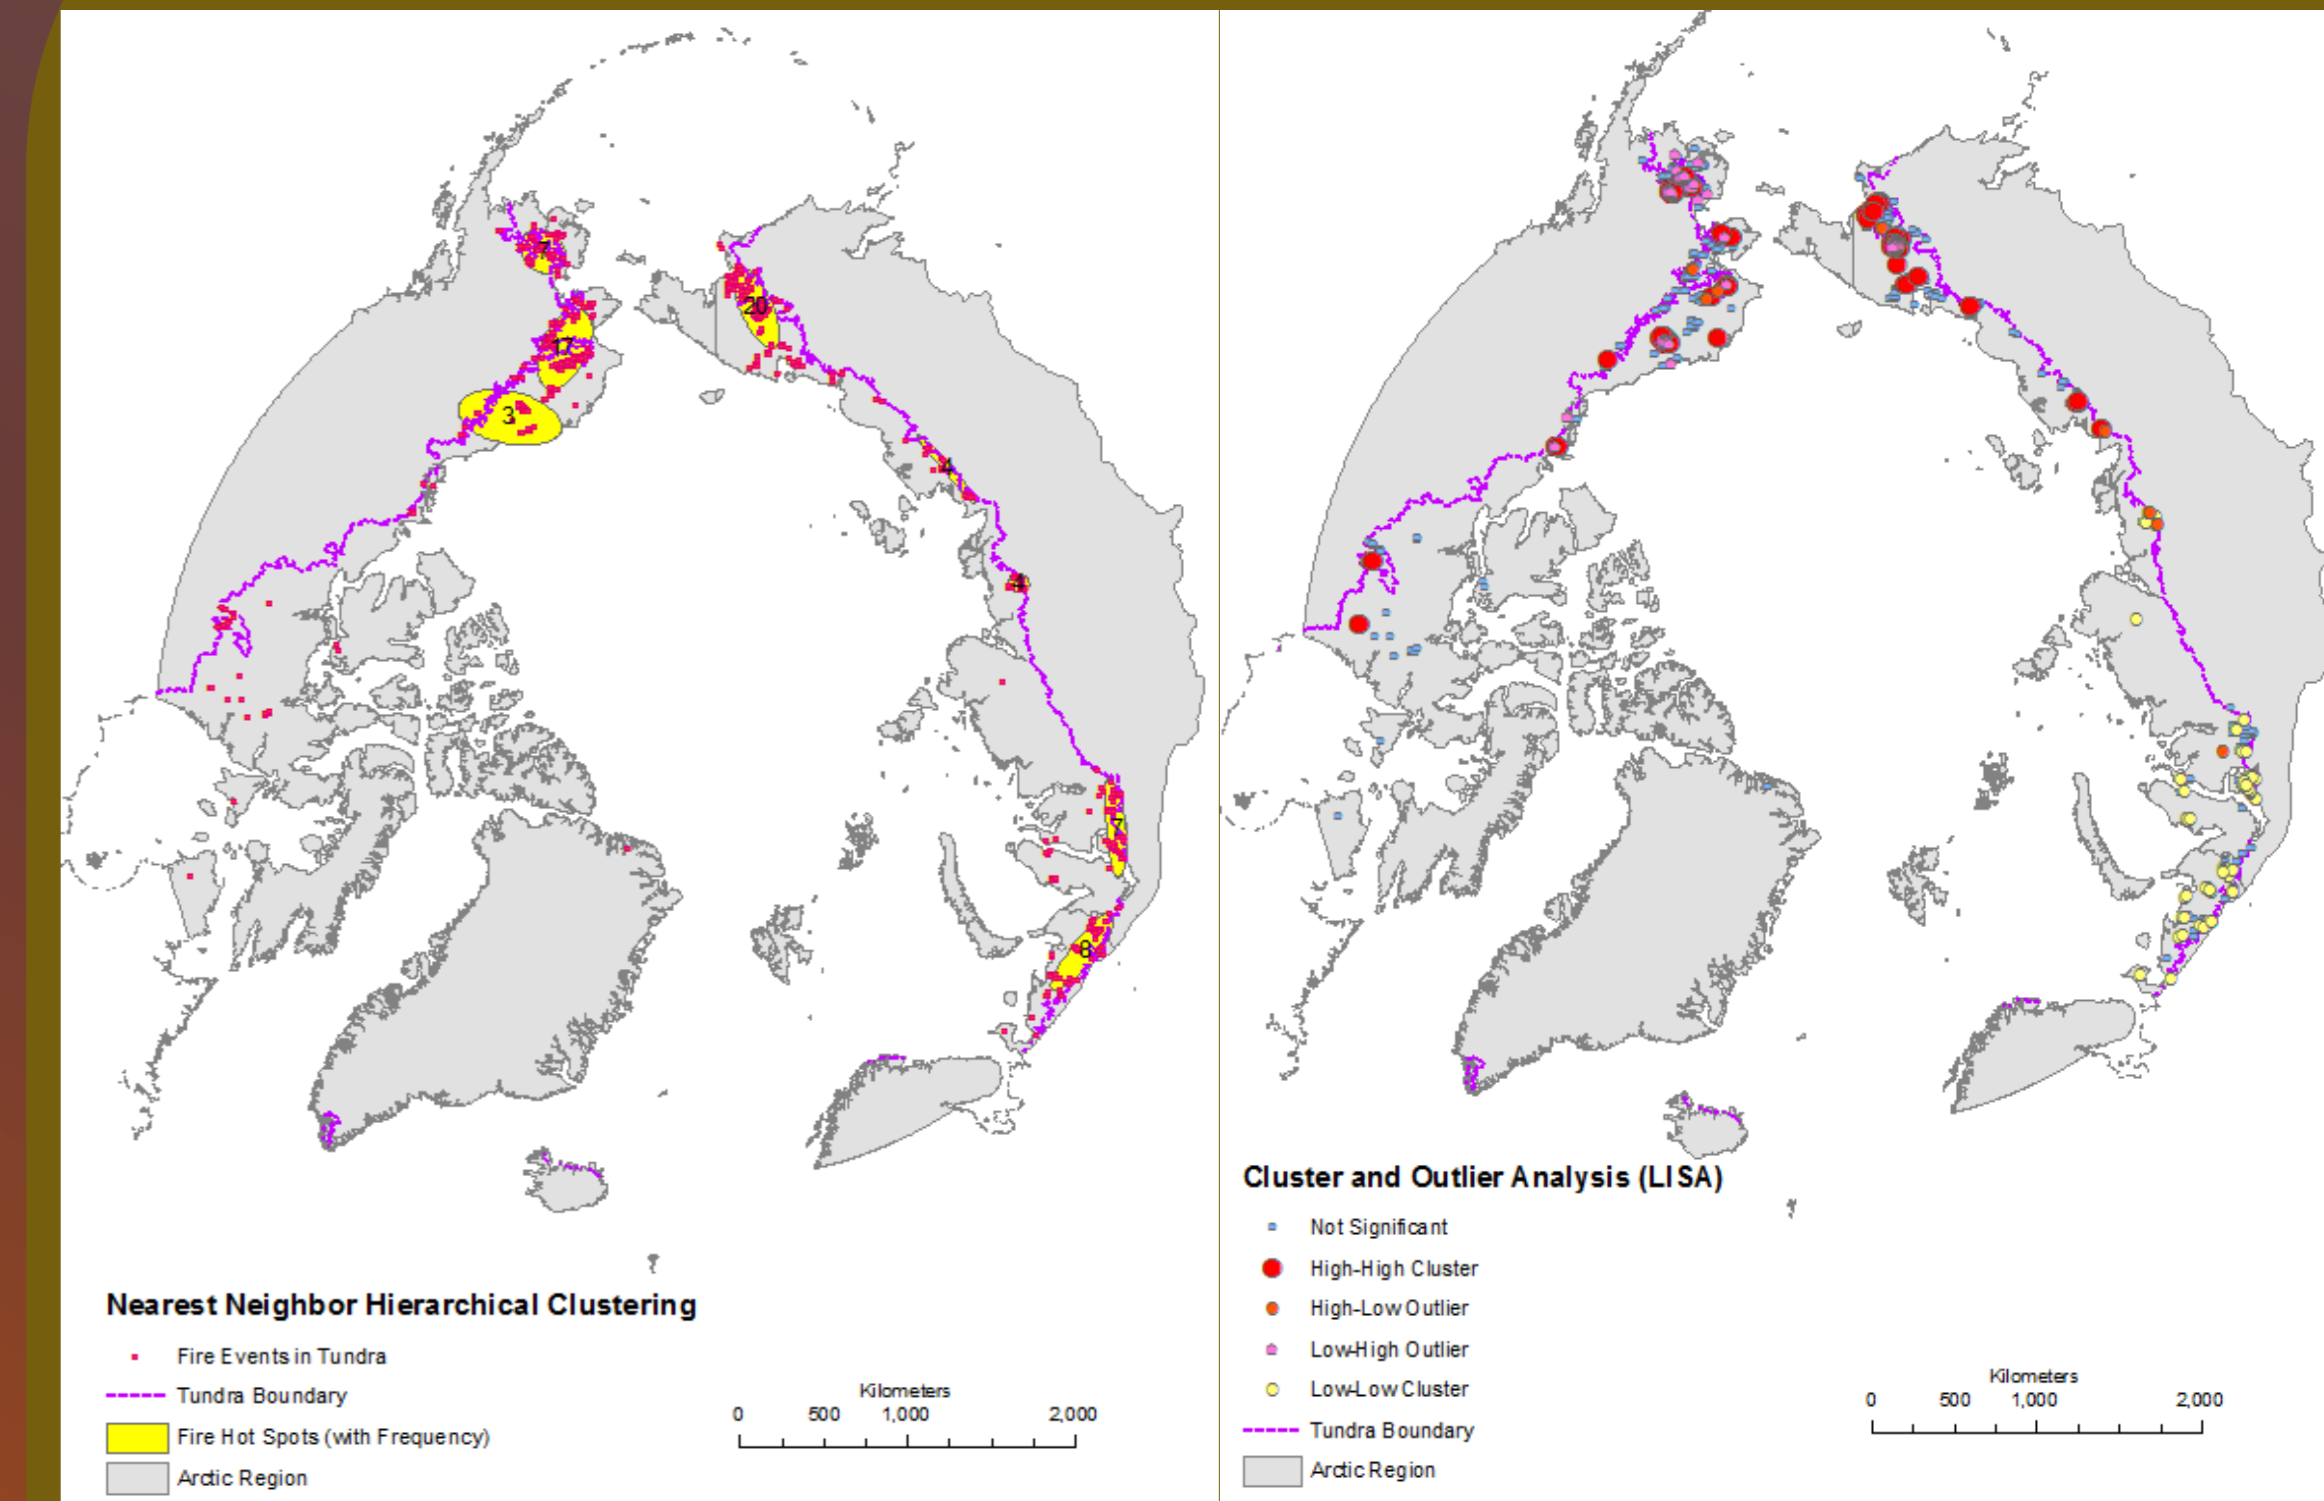 7
20
17
3
4
4
7
8
Nearest Neighbor Hierarchical Clustering
Fire Events in Tundra
Tundra Boundary
Fire Hot Spots (with Frequency)
Arctic Region
Kilometers
0 500 1,000 2,000
Cluster and Outlier Analysis (LISA)
Not Significant
High-High Cluster
High-Low Outlier
Low-High Outlier
Low-Low Cluster
Tundra Boundary
Arctic Region
Kilometers
0 500 1,000 2,000